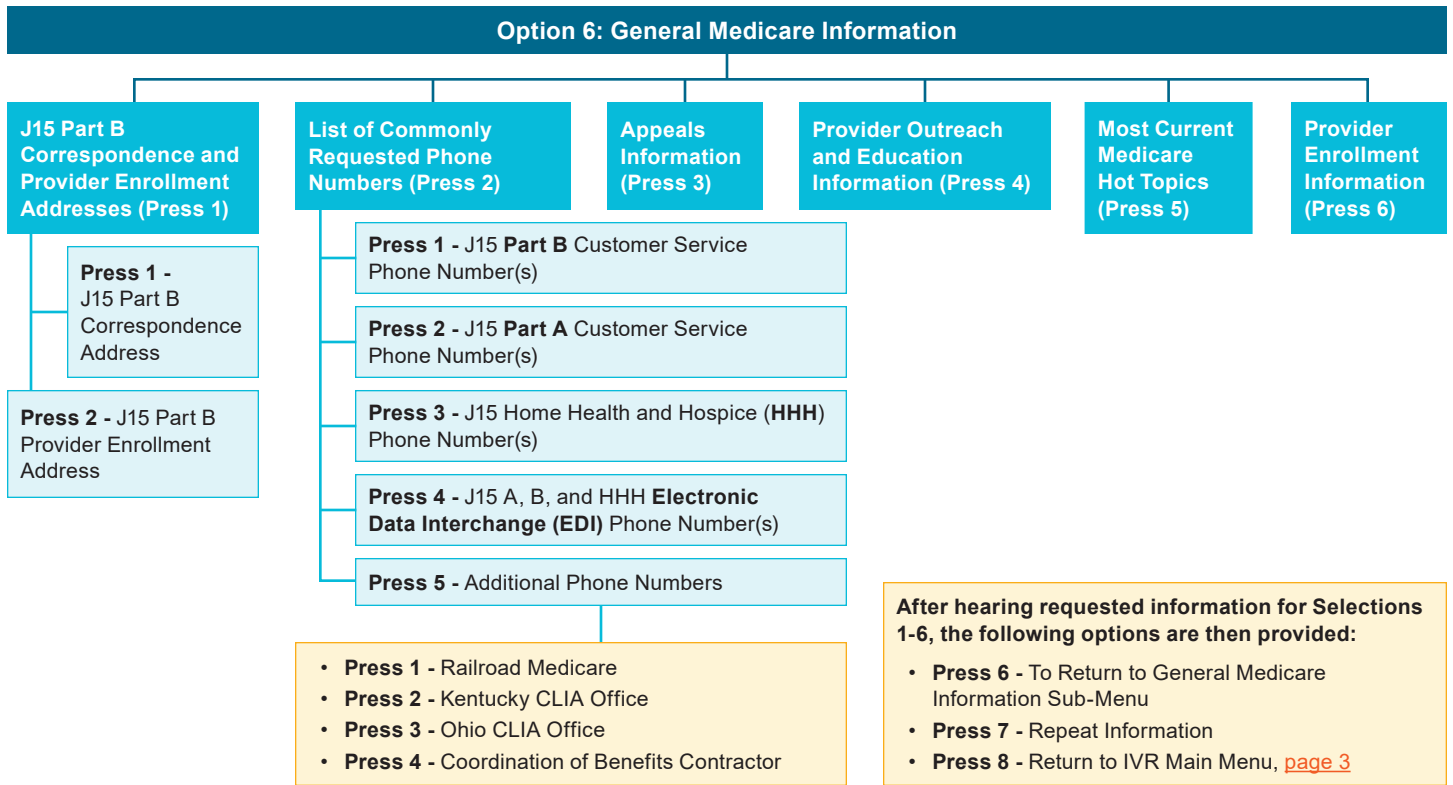 Option 6: General Medicare Information
J15 Part B
Correspondence and
Provider Enrollment
Addresses (Press 1)
Press 1 -
J15 Part B
Correspondence
Address
Press 2 - J15 Part B
Provider Enrollment
Address
List of Commonly
Requested Phone
Numbers (Press 2)
Press 1 - J15 Part B Customer Service
Phone Number(s)
Press 2 - J15 Part A Customer Service
Phone Number(s)
Press 3 - J15 Home Health and Hospice (HHH)
Phone Number(s)
Press 4 - J15 A, B, and HHH Electronic
Data Interchange (EDI) Phone Number(s)
Press 5 - Additional Phone Numbers
• Press 1 - Railroad Medicare
• Press 2 - Kentucky CLIA Office
• Press 3 - Ohio CLIA Office
• Press 4 - Coordination of Benefits Contractor
Appeals
Information
(Press 3)
Provider Outreach
and Education
Information (Press 4)
Most Current
Medicare
Hot Topics
(Press 5)
Provider
Enrollment
Information
(Press 6)
After hearing requested information for Selections
1-6, the following options are then provided:
• Press 6 - To Return to General Medicare
Information Sub-Menu
• Press 7 - Repeat Information
• Press 8 - Return to IVR Main Menu, page 3